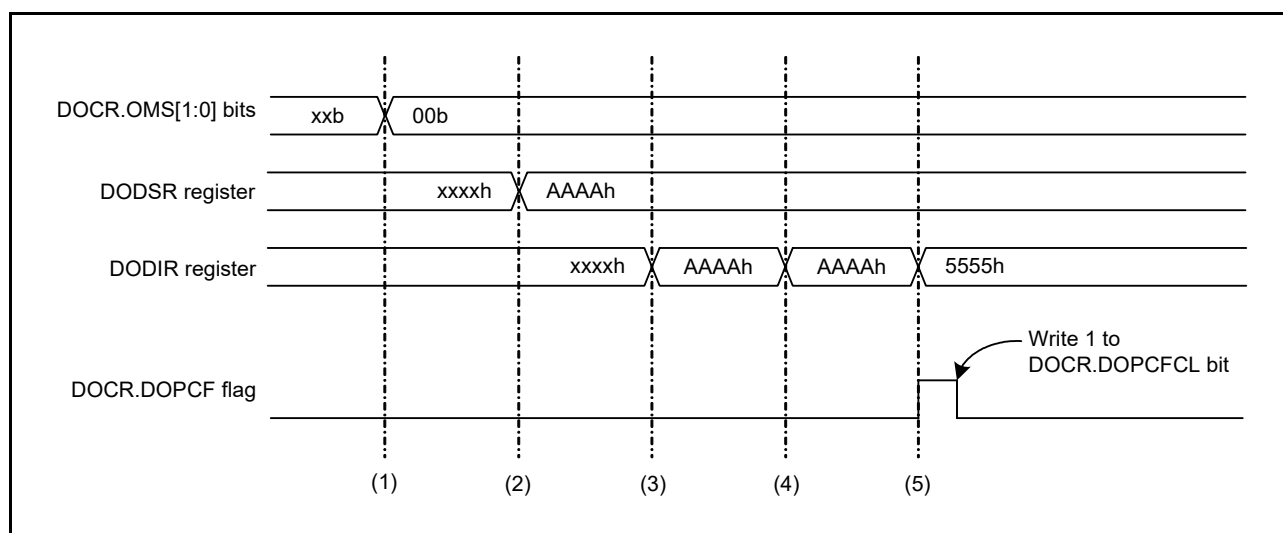 DOCR.OMS[1:0] bits
xxb
00b
DODSR register
xxxxh
AAAAh
DODIR register
xxxxh
AAAAh
AAAAh
5555h
Write 1 to
DOCR.DOPCFCL bit
DOCR.DOPCF flag
(1)
(2)
(3)
(4)
(5)